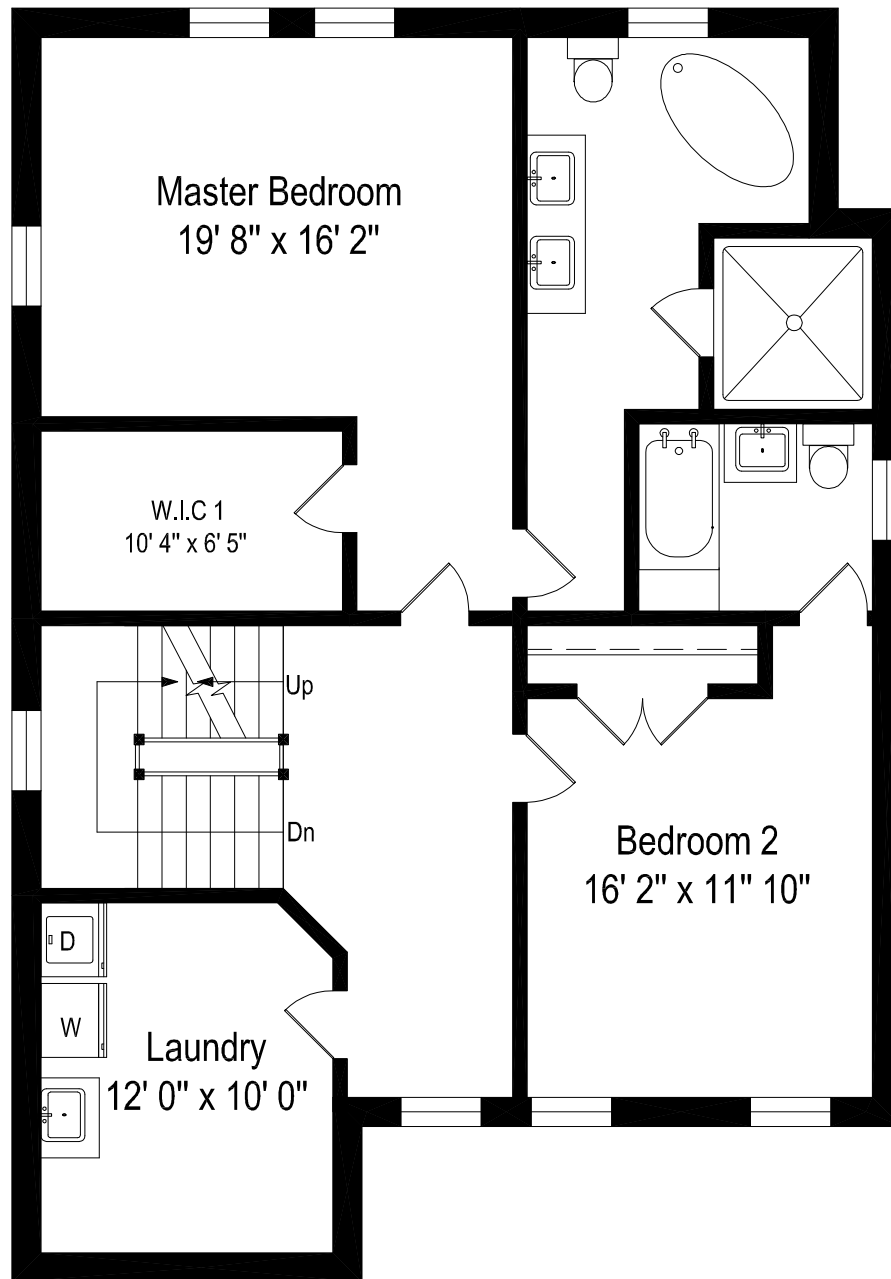 Master Bedroom
19' 8" x 16' 2"
W.I.C 1
10' 4" x 6' 5"
Up
Dn
Bedroom 2
16' 2" x 11" 10"
D
W
Laundry
12' 0" x 10' 0"